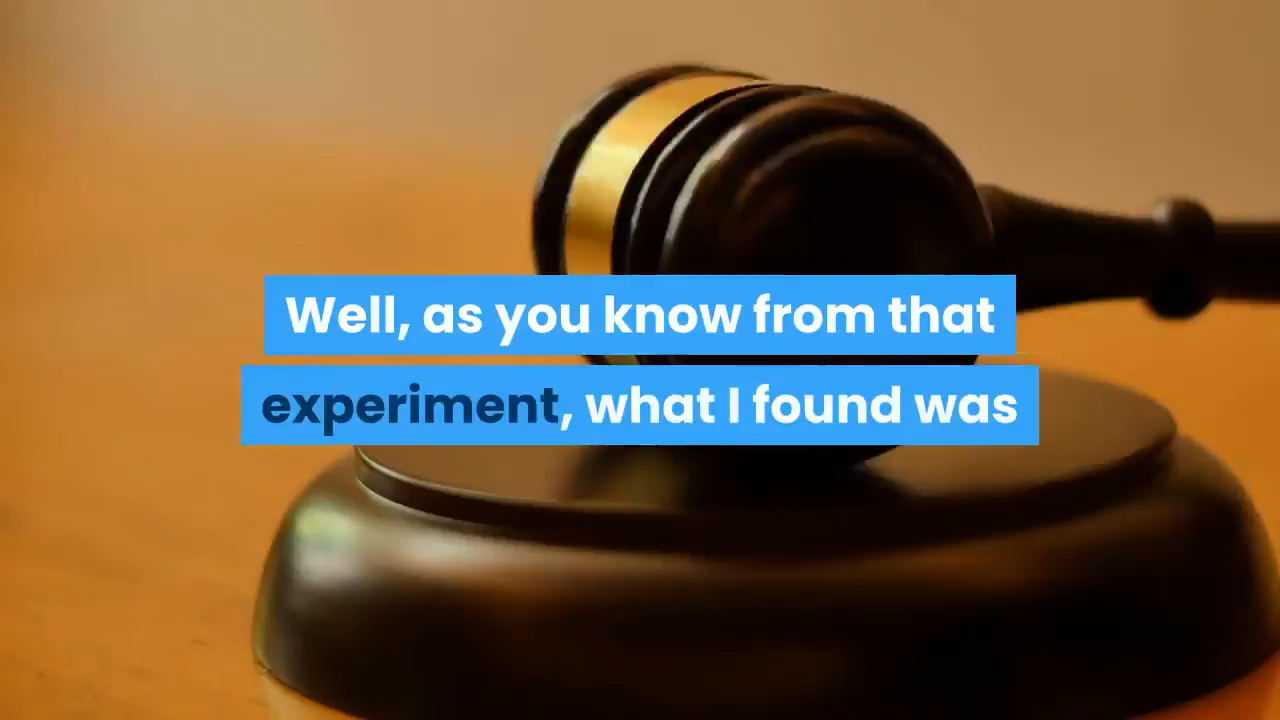 Well, as you know from that
experiment, what I found was